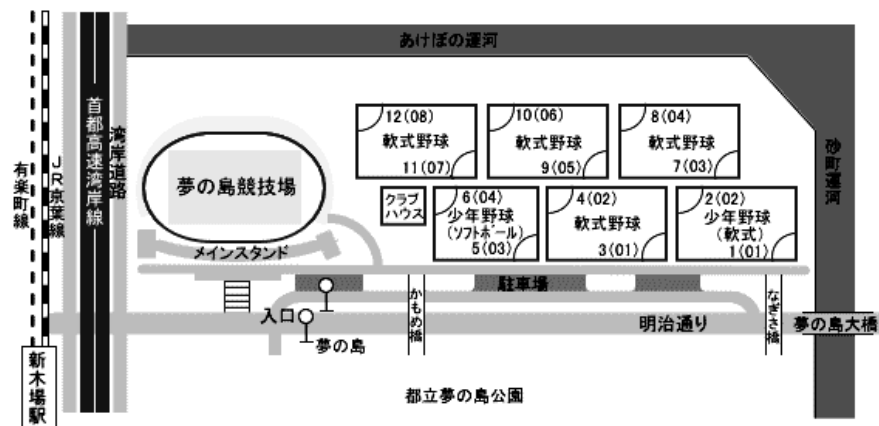 あけぼの運河
12(08)
軟式野球
11(07)
10(06)
軟式野球
9(05)
8(04)
軟式野球
7(03)
首都高速湾岸線
湾岸道路
JR京葉線
有楽町線
砂町運河
夢の島競技場
クラブ
ハウス
6(04)
少年野球
(ソフトボール)
5(03)
4(02)
軟式野球
3(01)
2(02)
少年野球
(軟式)
1(01)
メインスタンド
駐車場
かもめ橋
なぎさ橋
入口
明治通り
夢の島大橋
夢の島
新木場駅
都立夢の島公園